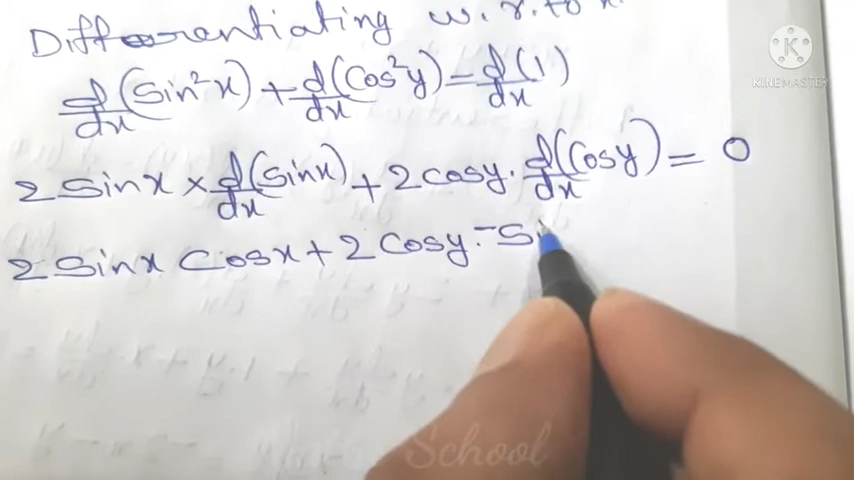 Differentiating w.r.to x.
d/dx (Sin²x) + d/dx (Cos²y) = d/dx (1)
2 Sinx × d/dx (Sinx) + 2 cosy · d/dx (Cosy) = 0
2 Sinx Cosx + 2 Cosy · -Si
K
KINEMASTER
School